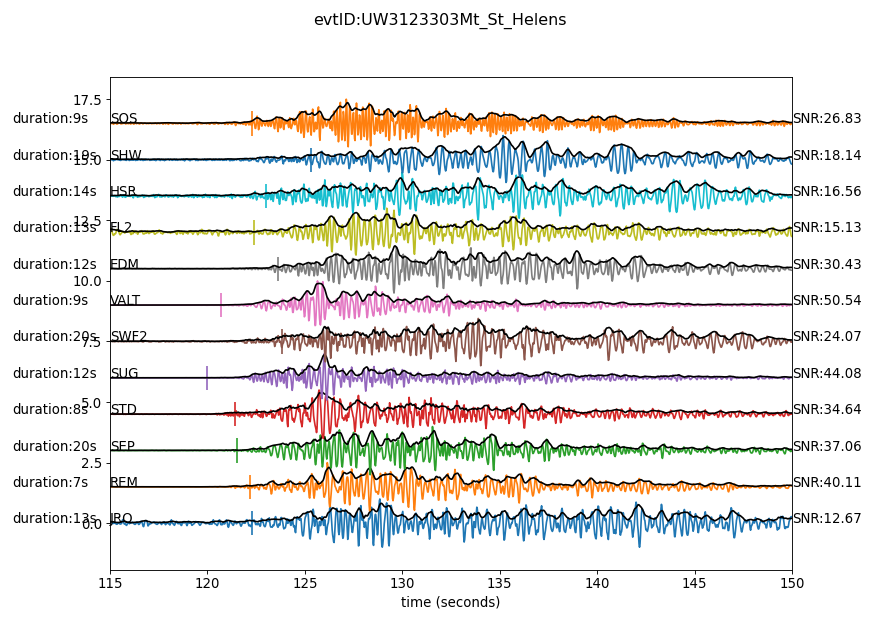 evtID:UW3123303Mt_St_Helens
17.5
duration:9s SOS SNR:26.83
duration:19s SHW SNR:18.14
15.0
duration:14s HSR SNR:16.56
12.5
duration:13s FL2 SNR:15.13
duration:12s EDM SNR:30.43
10.0
duration:9s VALT SNR:50.54
duration:20s SWF2 SNR:24.07
7.5
duration:12s SUG SNR:44.08
5.0
duration:8s STD SNR:34.64
duration:20s SEP SNR:37.06
2.5
duration:7s REM SNR:40.11
duration:13s JRO SNR:12.67
0.0
115 120 125 130 135 140 145 150
time (seconds)